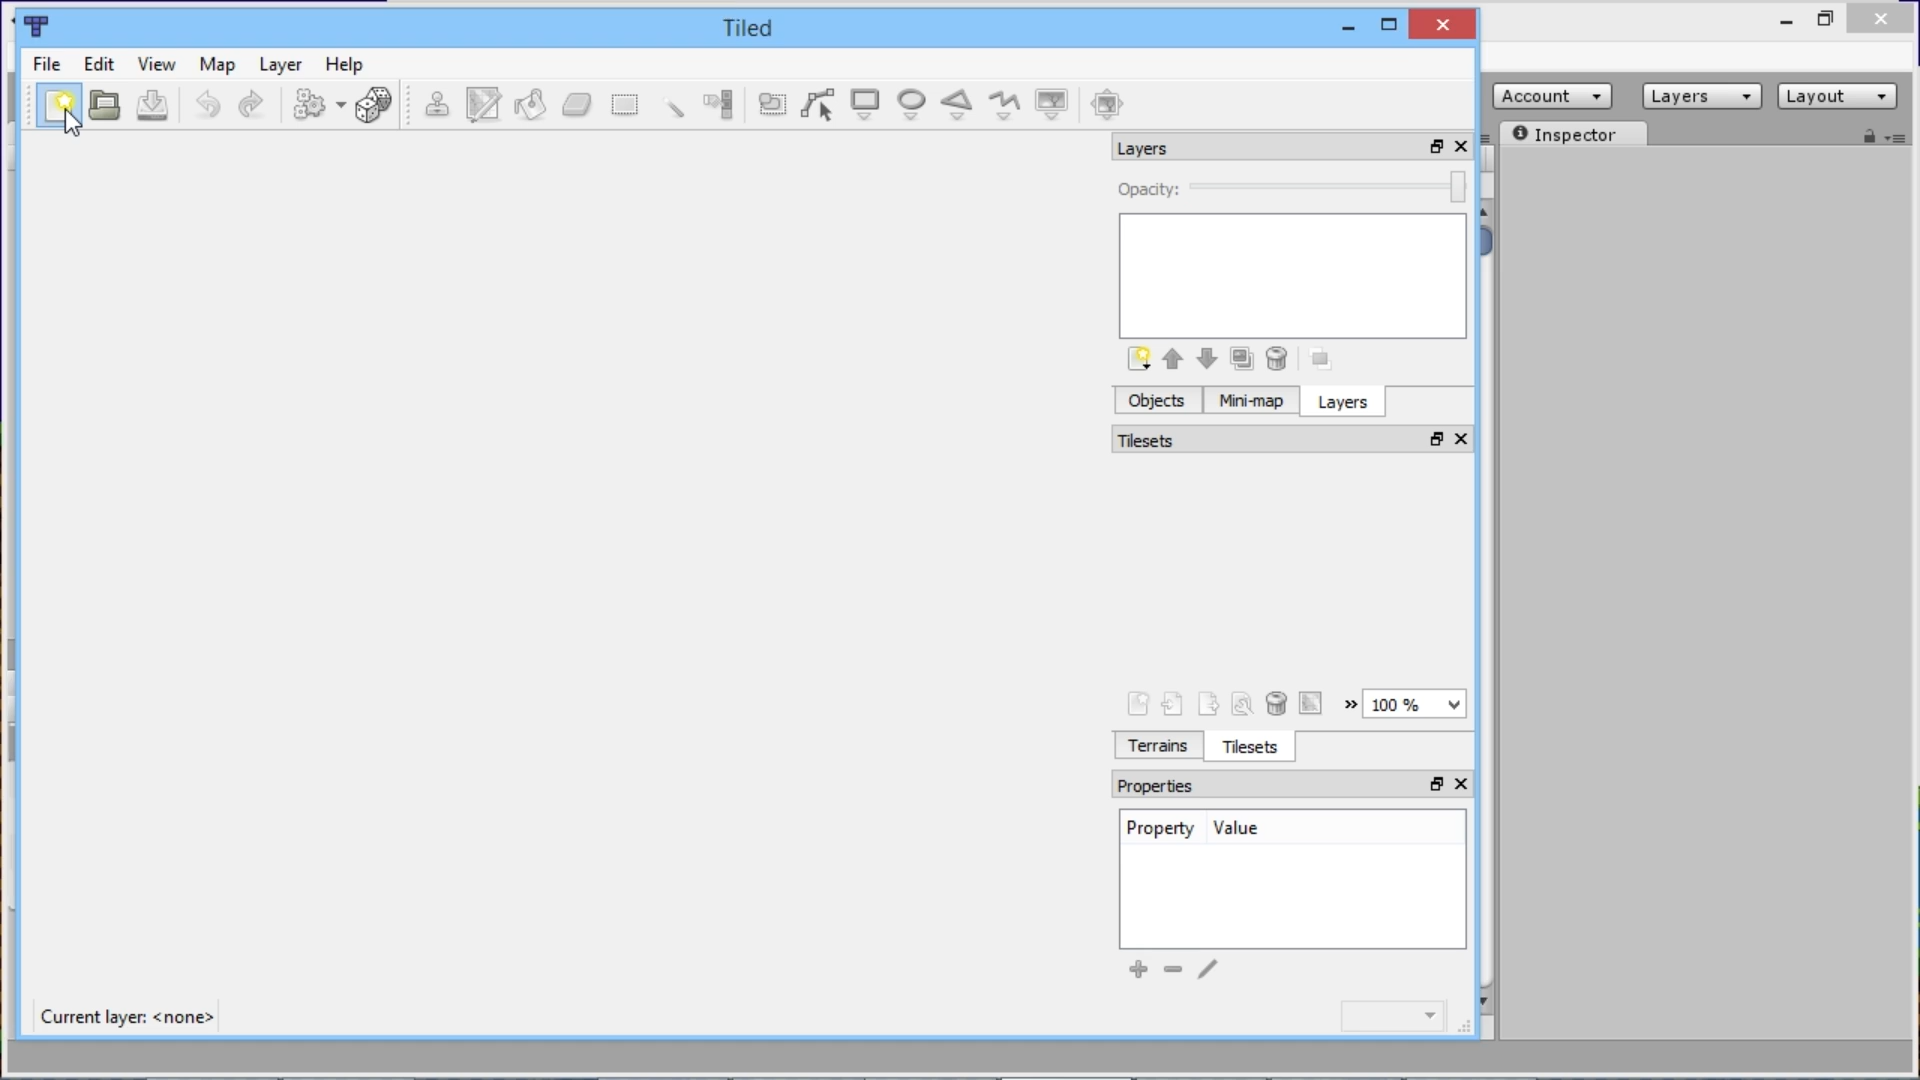 Tiled
File Edit View Map Layer Help
Account Layers Layout
Inspector
Layers
Opacity:
Objects Mini-map Layers
Tilesets
» 100 %
Terrains Tilesets
Properties
Property Value
Current layer: <none>